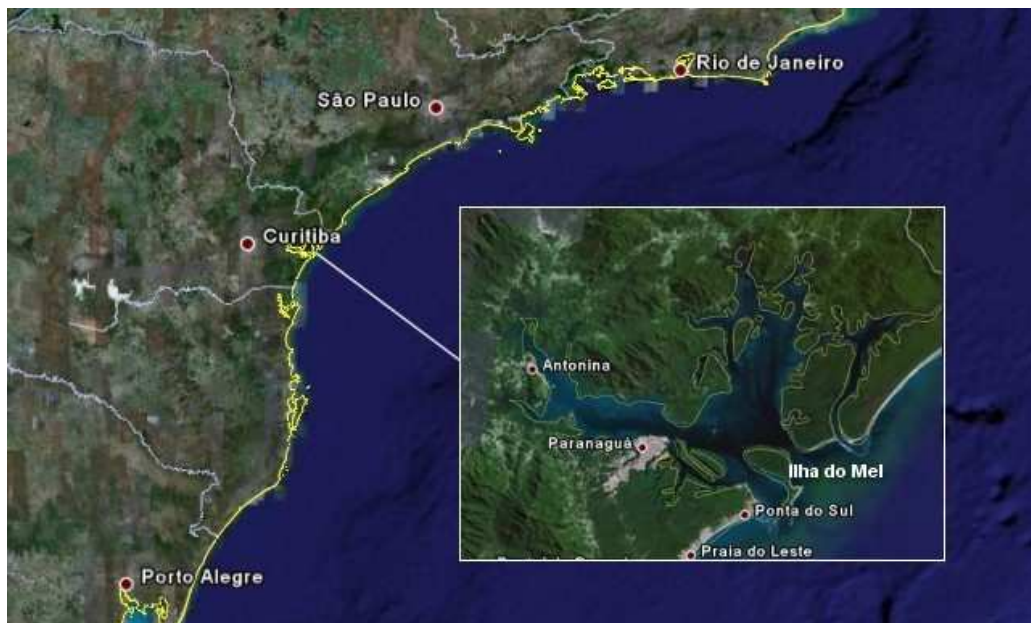 Rio de Janeiro
São Paulo
Curitiba
Antonina
Paranaguá
Ilha do Mel
Ponta do Sul
Praia do Leste
Porto Alegre